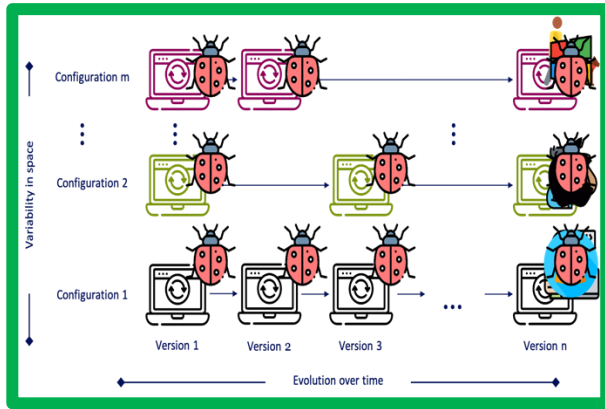 Configuration m
Variability in space
Configuration 2
Configuration 1
...
Version 1
Version 2
Version 3
Version n
Evolution over time